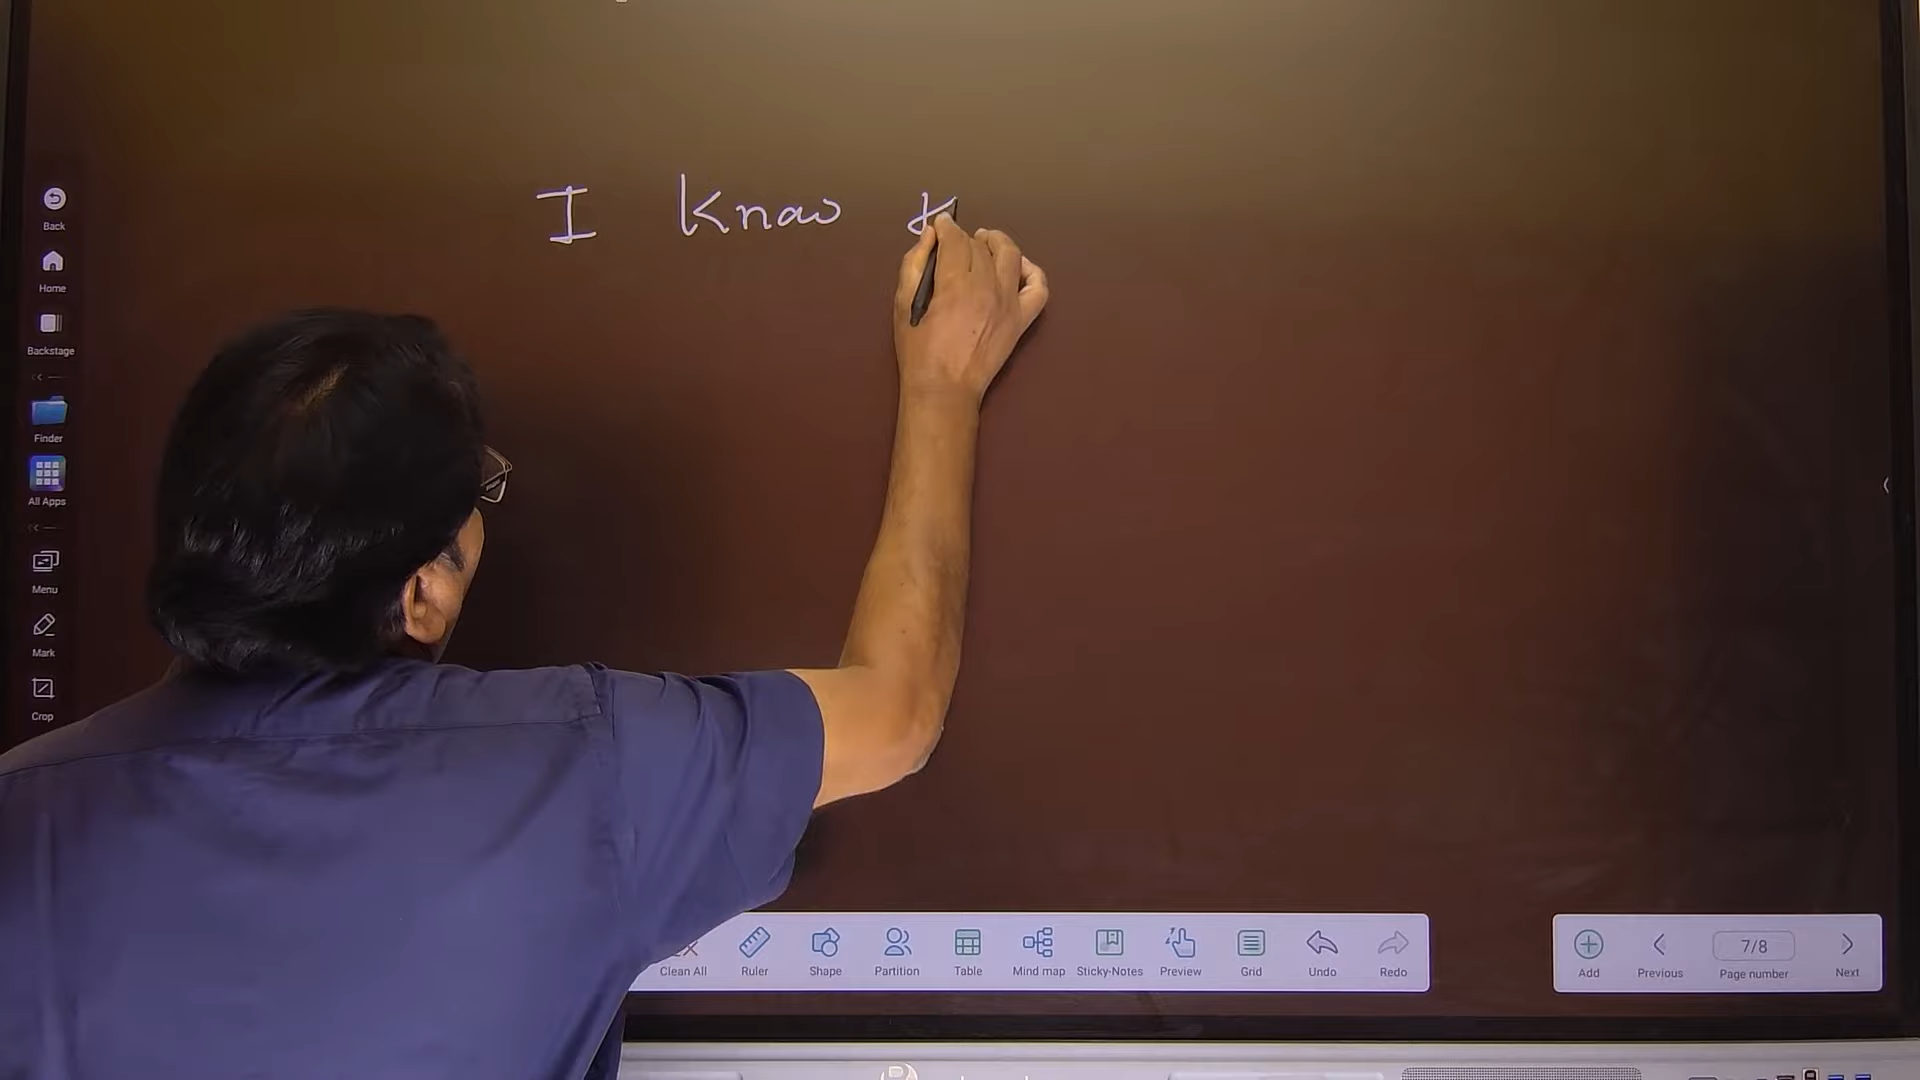 I know
Back
Home
Backstage
Finder
All Apps
Menu
Mark
Crop
Clean All Ruler Shape Partition Table Mind map Sticky-Notes Preview Grid Undo Redo
7/8
Add Previous Page number Next